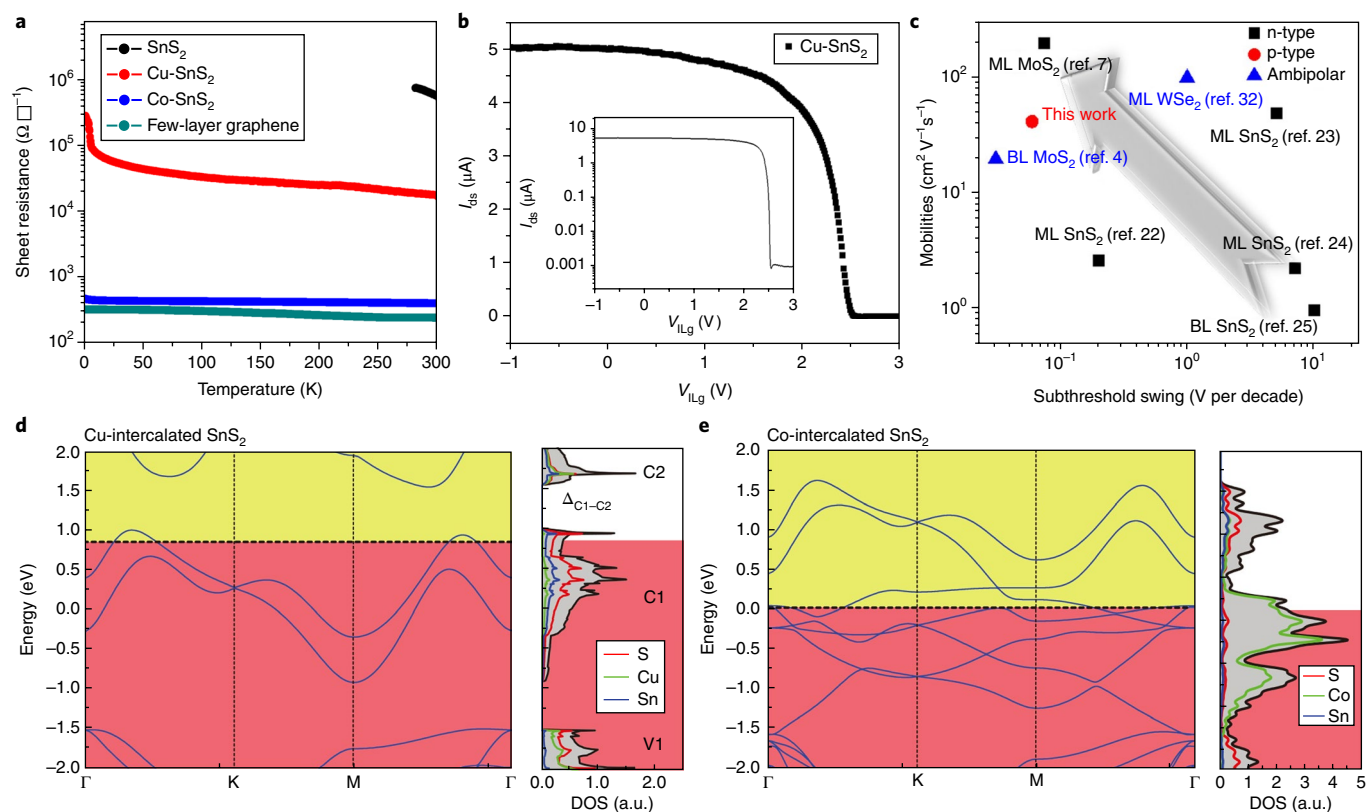 a
SnS₂
Cu-SnS₂
Co-SnS₂
Few-layer graphene
10⁶
10⁵
10⁴
10³
10²
Sheet resistance (Ω □⁻¹)
0 50 100 150 200 250 300
Temperature (K)
b
Cu-SnS₂
5
4
3
2
1
0
I_ds (μA)
−1 0 1 2 3
V_ILg (V)
10
5
1
0.1
0.01
0.001
I_ds (μA)
−1 0 1 2 3
V_ILg (V)
c
n-type
p-type
Ambipolar
ML MoS₂ (ref. 7)
ML WSe₂ (ref. 32)
This work
ML SnS₂ (ref. 23)
BL MoS₂ (ref. 4)
ML SnS₂ (ref. 22)
ML SnS₂ (ref. 24)
BL SnS₂ (ref. 25)
10²
10¹
10⁰
Mobilities (cm² V⁻¹ s⁻¹)
10⁻¹ 10⁰ 10¹
Subthreshold swing (V per decade)
d
Cu-intercalated SnS₂
2.0
1.5
1.0
0.5
0.0
−0.5
−1.0
−1.5
−2.0
Energy (eV)
Γ K M Γ
C2
Δ_C1–C2
C1
S
Cu
Sn
V1
0.0 1.0 2.0
DOS (a.u.)
e
Co-intercalated SnS₂
2.0
1.5
1.0
0.5
0.0
−0.5
−1.0
−1.5
−2.0
Energy (eV)
Γ K M Γ
S
Co
Sn
0 1 2 3 4 5
DOS (a.u.)